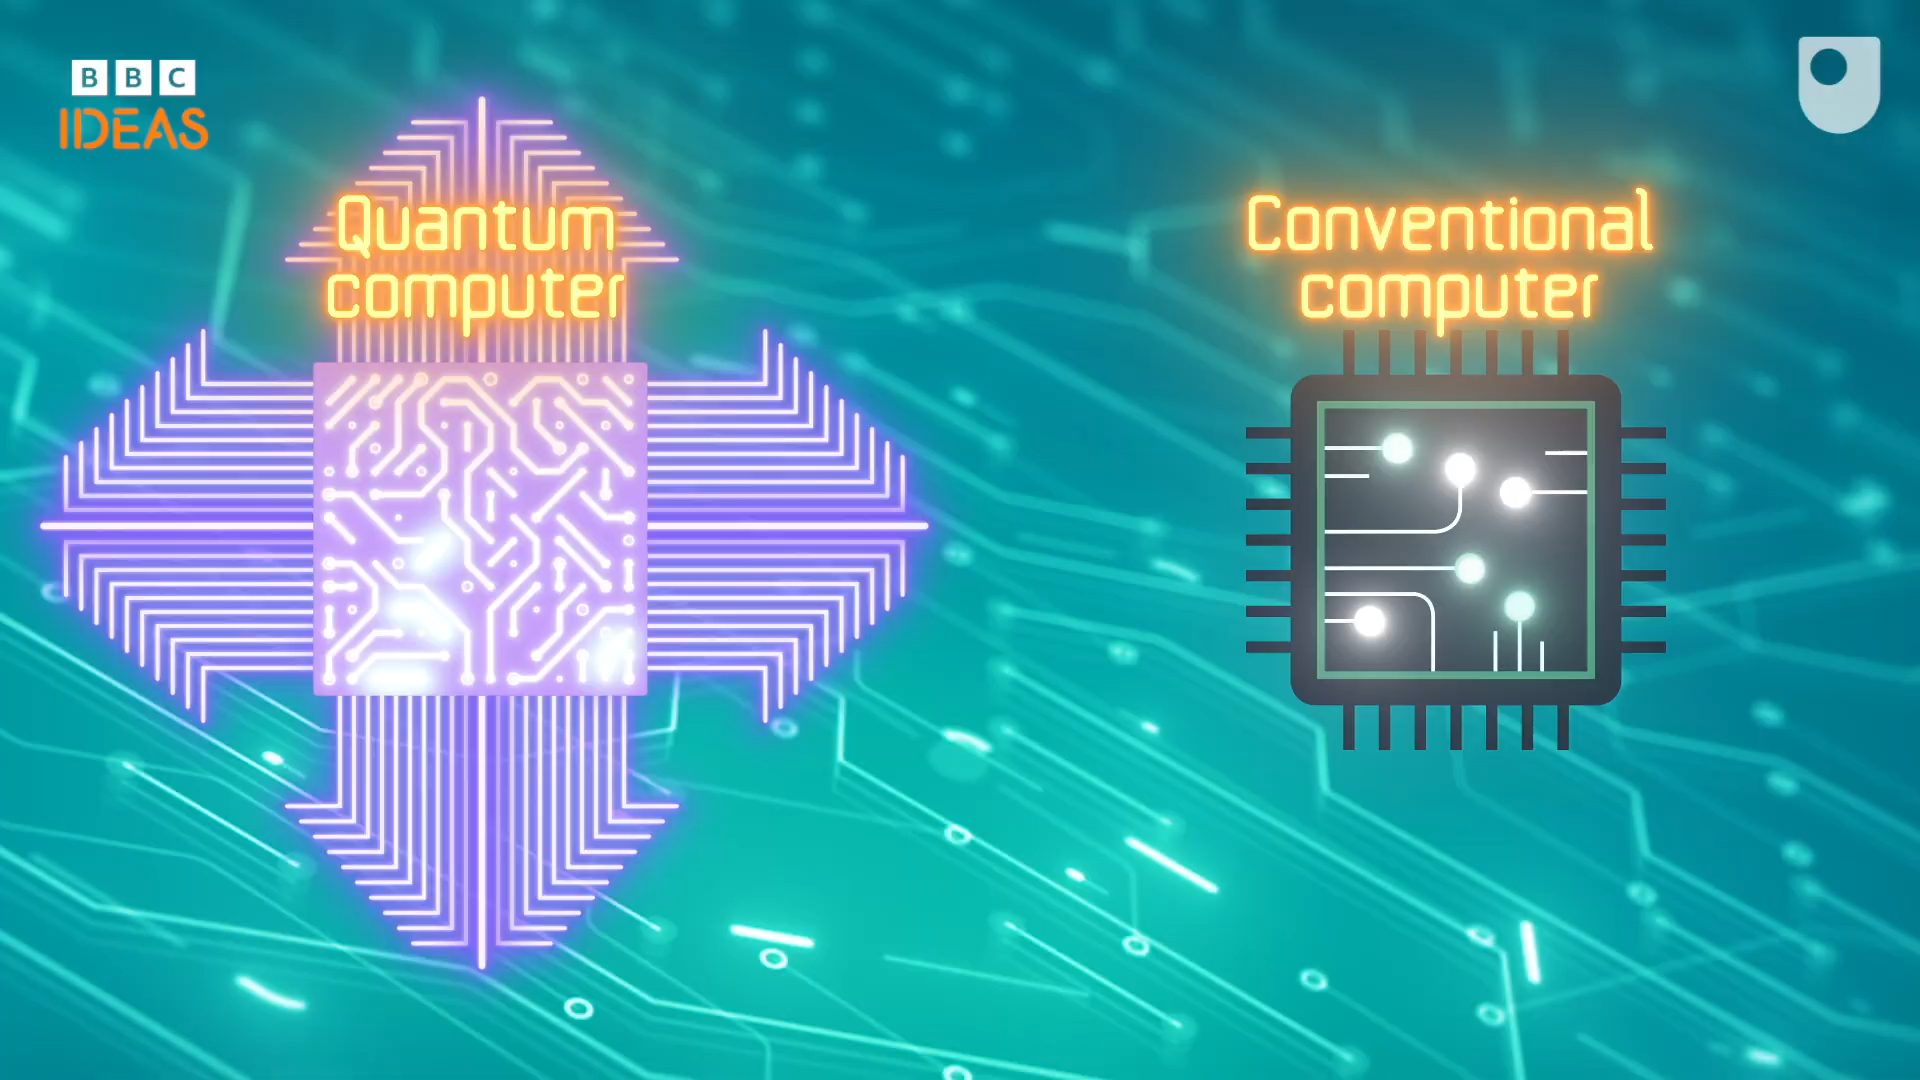 BBC
IDEAS
Quantum
computer
Conventional
computer